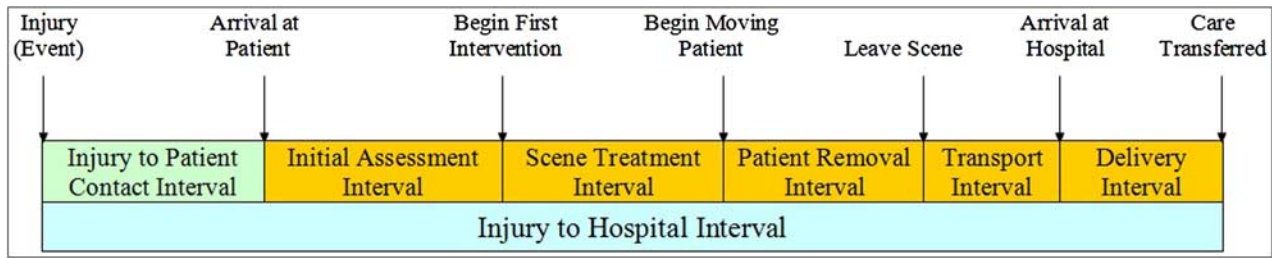 Injury
(Event)
Arrival at
Patient
Begin First
Intervention
Begin Moving
Patient
Leave Scene
Arrival at
Hospital
Care
Transferred
Injury to Patient
Contact Interval
Initial Assessment
Interval
Scene Treatment
Interval
Patient Removal
Interval
Transport
Interval
Delivery
Interval
Injury to Hospital Interval